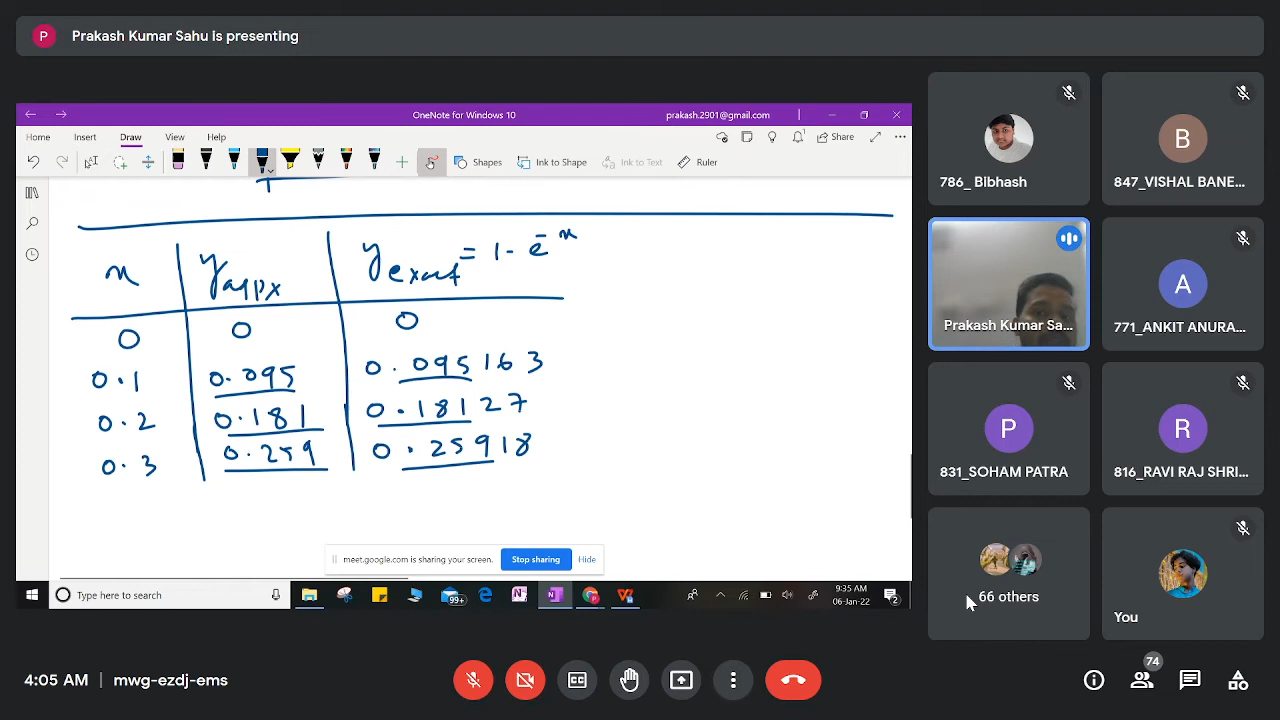 P Prakash Kumar Sahu is presenting
OneNote for Windows 10
prakash.2901@gmail.com
Home Insert Draw View Help
Share
Shapes Ink to Shape Ink to Text Ruler
x y appx y exact = 1 - e^-x
0 0 0
0.1 0.095 0.095163
0.2 0.181 0.18127
0.3 0.259 0.25918
meet.google.com is sharing your screen. Stop sharing Hide
Type here to search
99+
9:35 AM
06-Jan-22
2
786_ Bibhash
B
847_VISHAL BANE...
Prakash Kumar Sa...
A
771_ANKIT ANURA...
P
831_SOHAM PATRA
R
816_RAVI RAJ SHRI...
66 others
You
4:05 AM | mwg-ezdj-ems
74